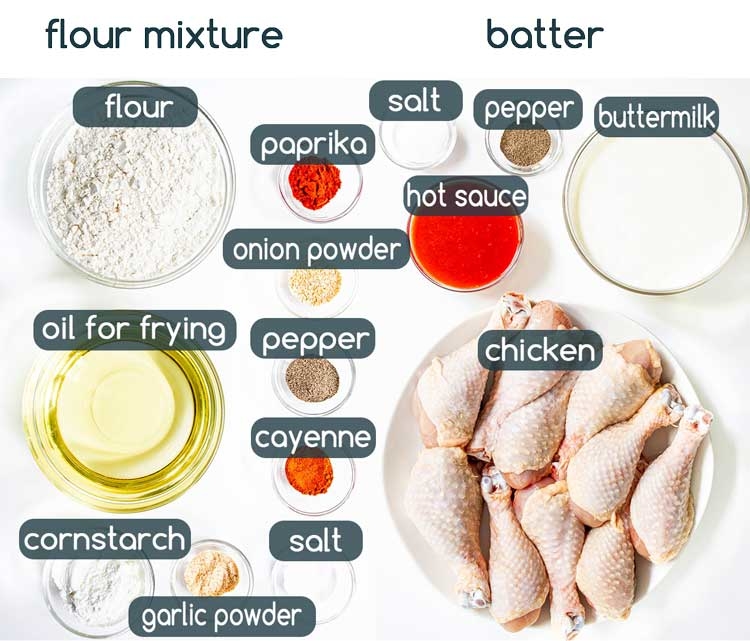 flour mixture
batter
flour
salt
pepper
buttermilk
paprika
hot sauce
onion powder
oil for frying
pepper
chicken
cayenne
cornstarch
salt
garlic powder